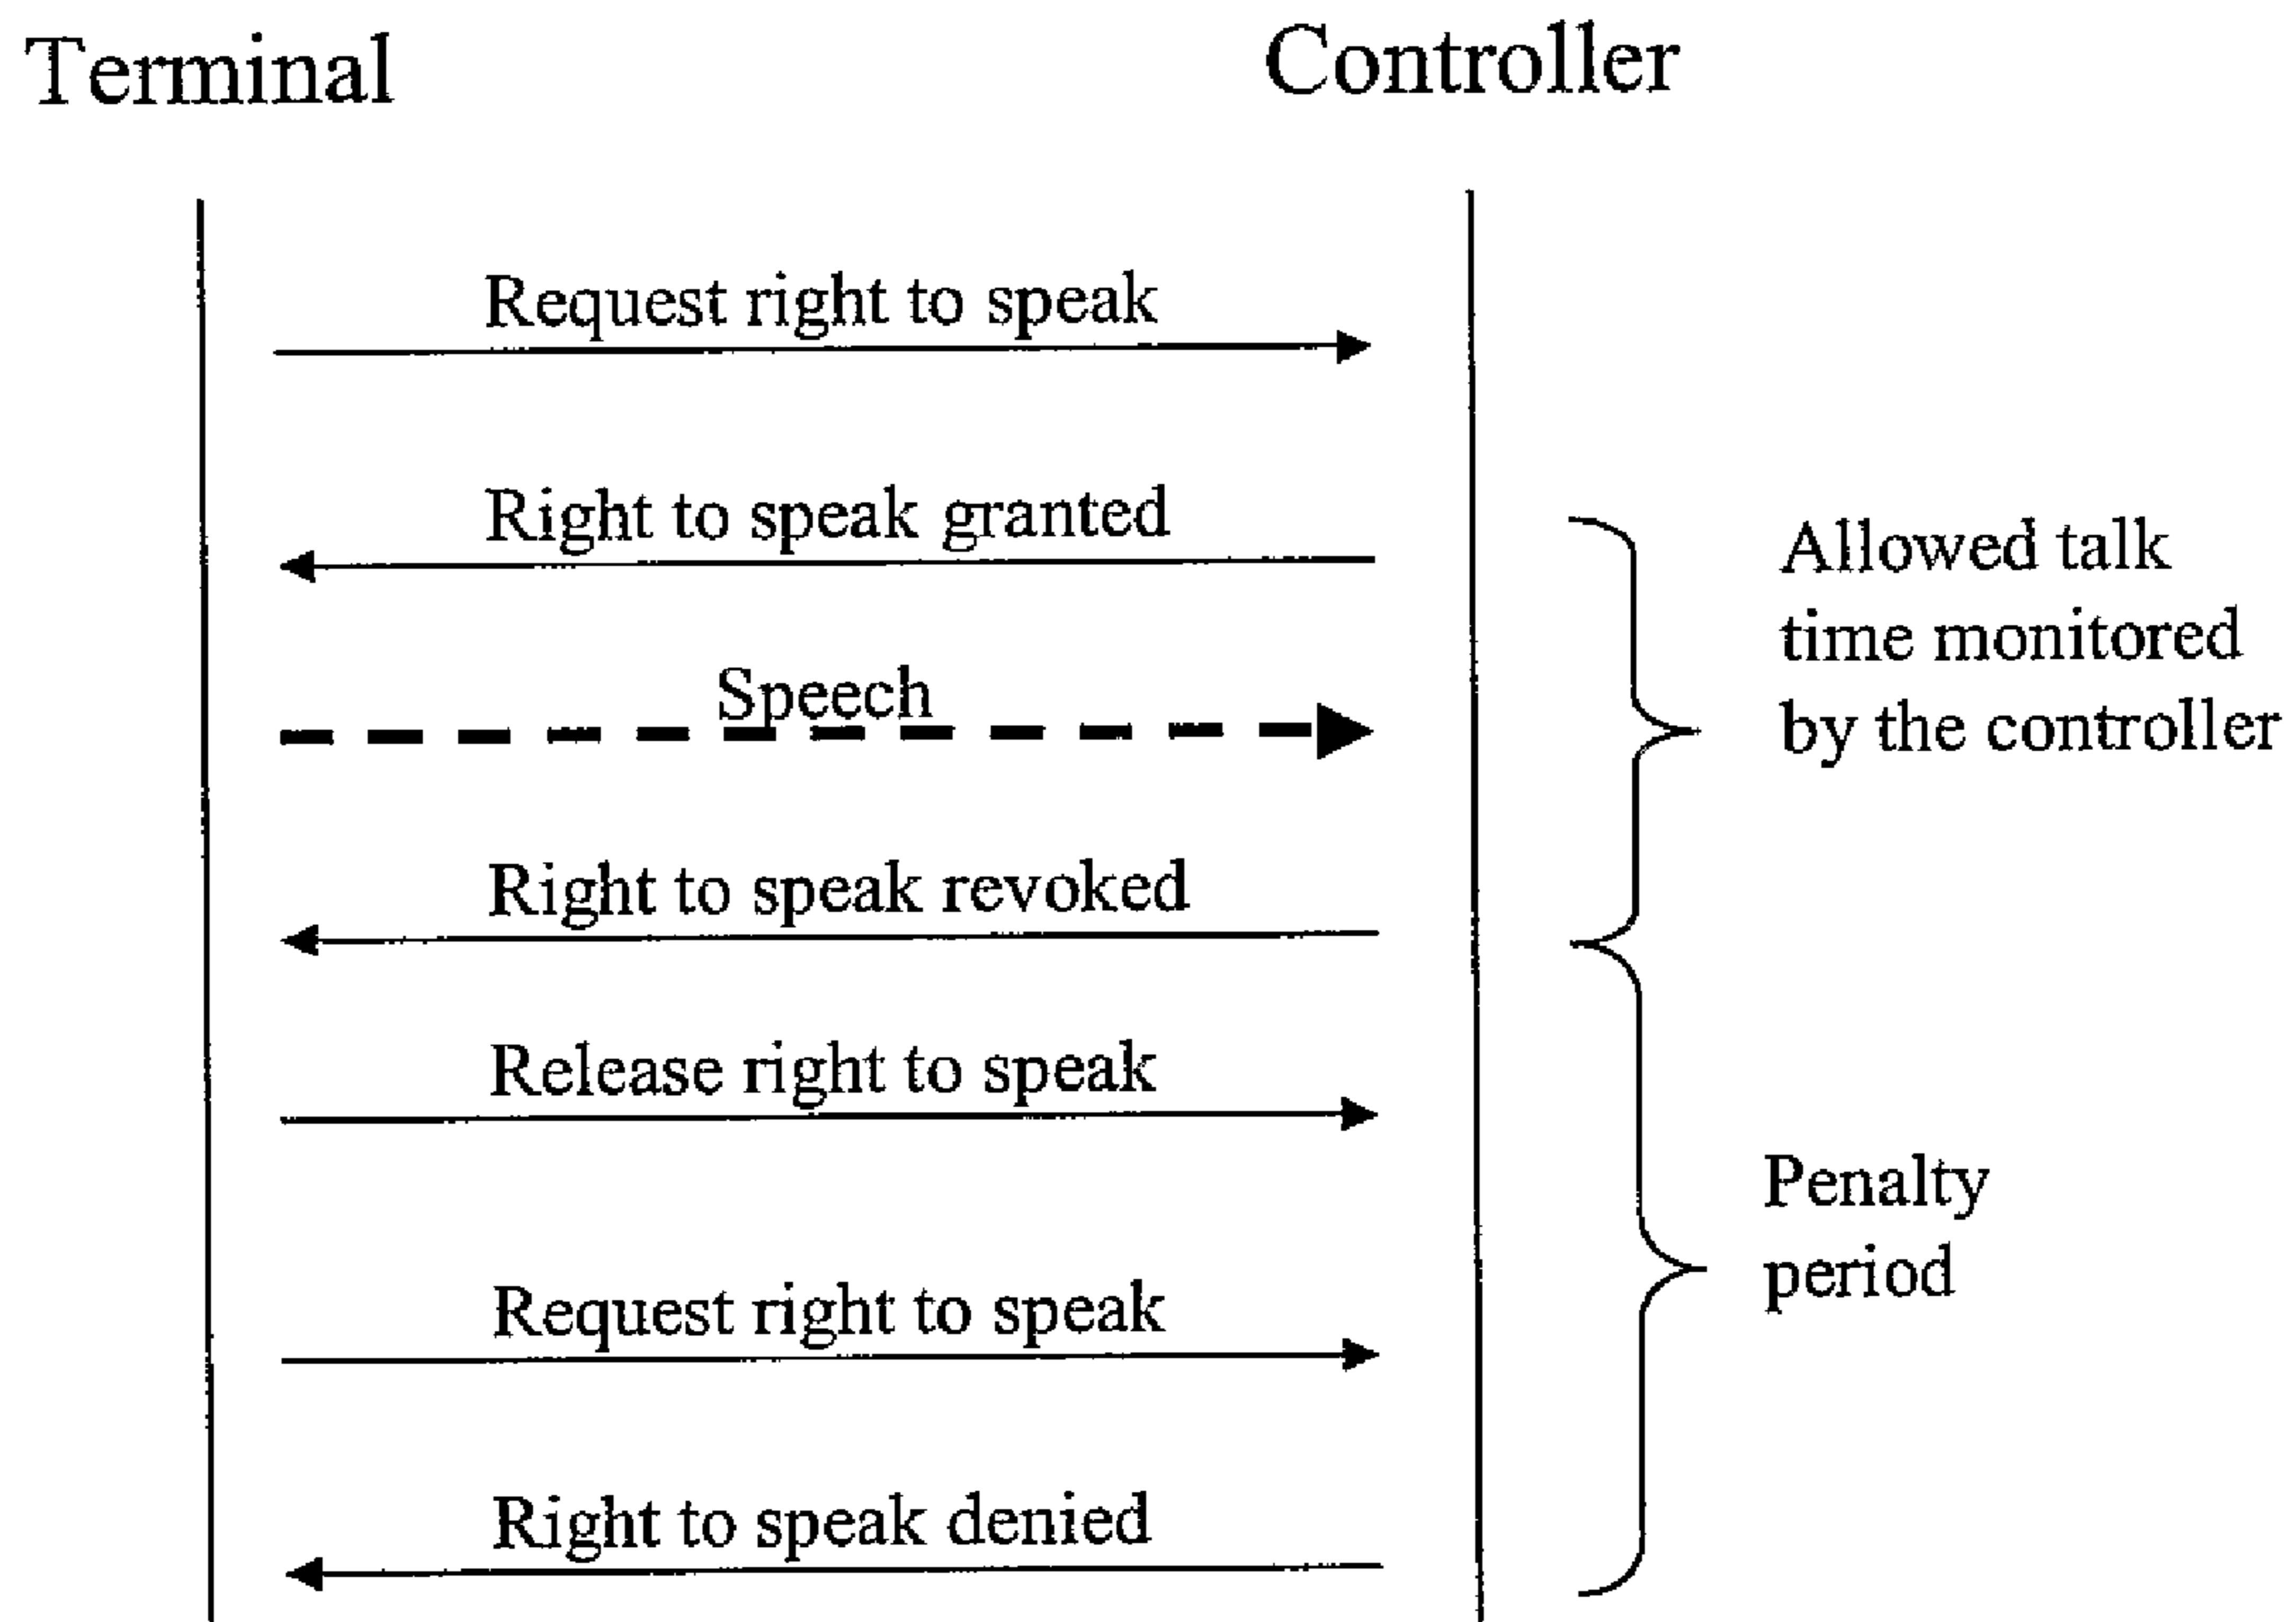 Terminal
Controller
Request right to speak
Right to speak granted
Allowed talk
time monitored
by the controller
Speech
Right to speak revoked
Release right to speak
Penalty
period
Request right to speak
Right to speak denied